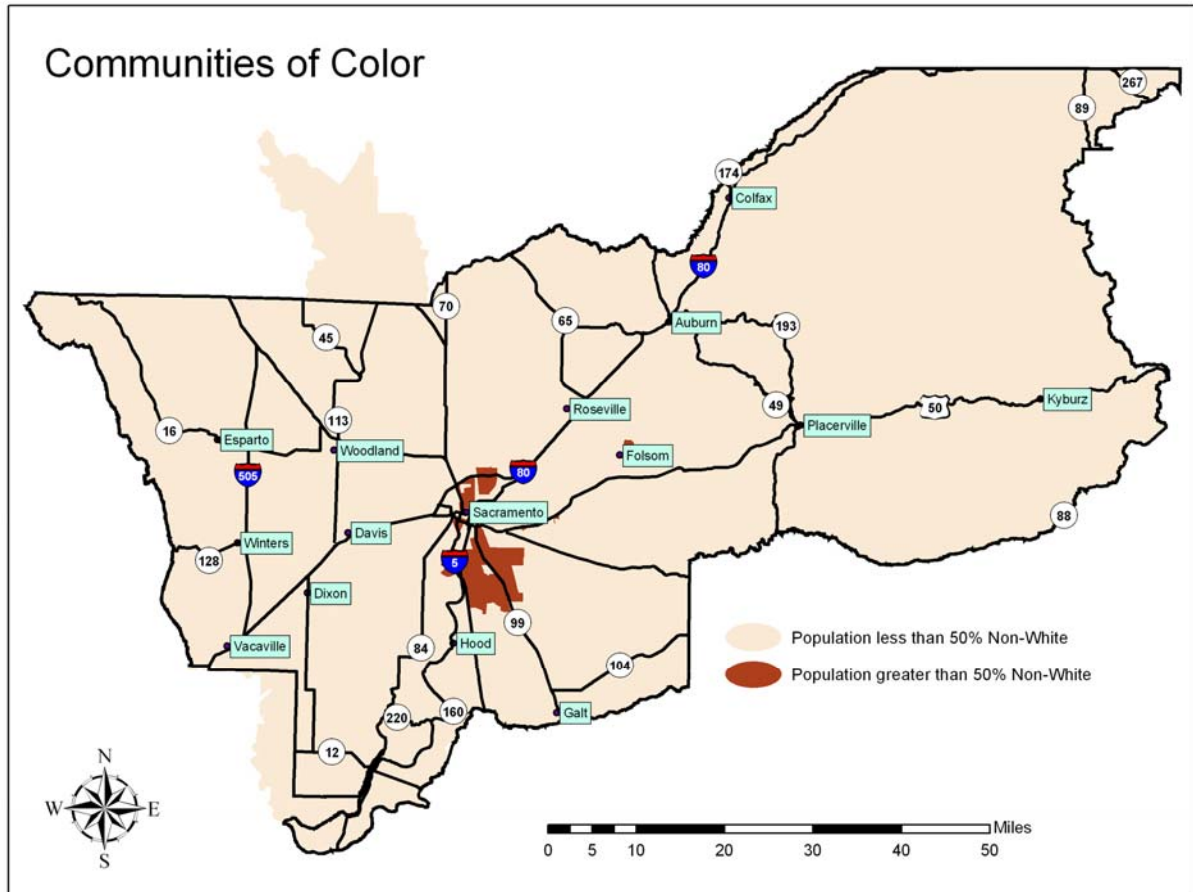 Communities of Color
267
89
174
Colfax
80
70
65
Auburn
193
45
Roseville
49
Kyburz
50
16
113
Placerville
Esparto
Woodland
Folsom
505
80
Sacramento
88
Davis
Winters
128
5
Dixon
99
Population less than 50% Non-White
Vacaville
84
Hood
104
Population greater than 50% Non-White
220
160
Galt
12
N
W
E
S
Miles
0 5 10 20 30 40 50